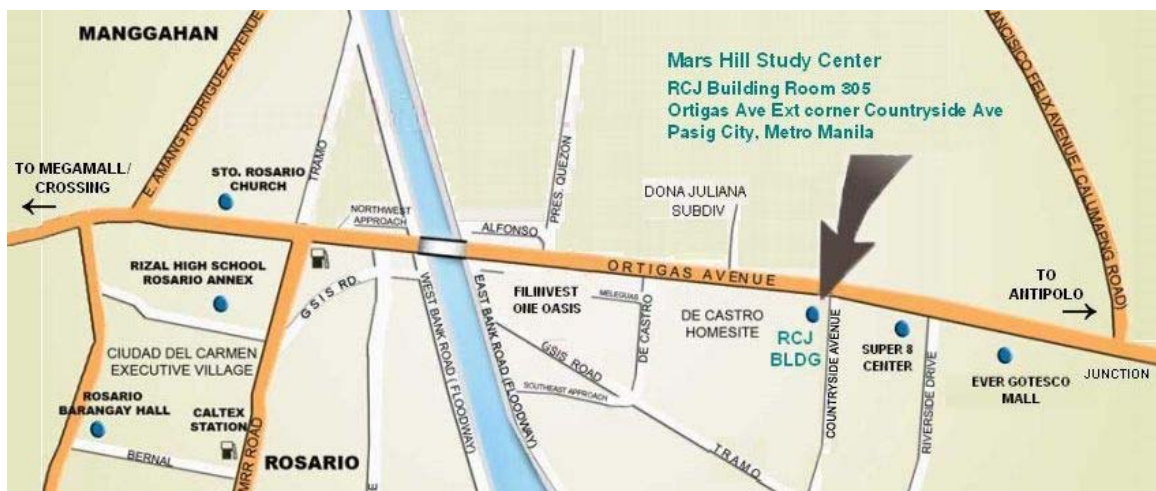 MANGGAHAN
E. AMANG RODRIGUEZ AVENUE
TO MEGAMALL/
CROSSING
STO. ROSARIO
CHURCH
TRAMO
NORTHWEST
APPROACH
PRES. QUEZON
ALFONSO
Mars Hill Study Center
RCJ Building Room 305
Ortigas Ave Ext corner Countryside Ave
Pasig City, Metro Manila
FRANCISICO FELIX AVENUE / CALUMAPNG ROAD)
DONA JULIANA
SUBDIV
ORTIGAS AVENUE
TO
ANTIPOLO
RIZAL HIGH SCHOOL
ROSARIO ANNEX
GSIS RD.
WEST BANK ROAD ( FLOODWAY)
EAST BANK ROAD (FLOODWAY)
FILINVEST
ONE OASIS
MELEGUAS
DE CASTRO
DE CASTRO
HOMESITE
RCJ
BLDG
COUNTRYSIDE AVENUE
SUPER 8
CENTER
RIVERSIDE DRIVE
EVER GOTESCO
MALL
JUNCTION
CIUDAD DEL CARMEN
EXECUTIVE VILLAGE
GSIS ROAD
SOUTHEAST APPROACH
TRAMO
ROSARIO
BARANGAY HALL
CALTEX
STATION
BERNAL
MRR ROAD
ROSARIO
E